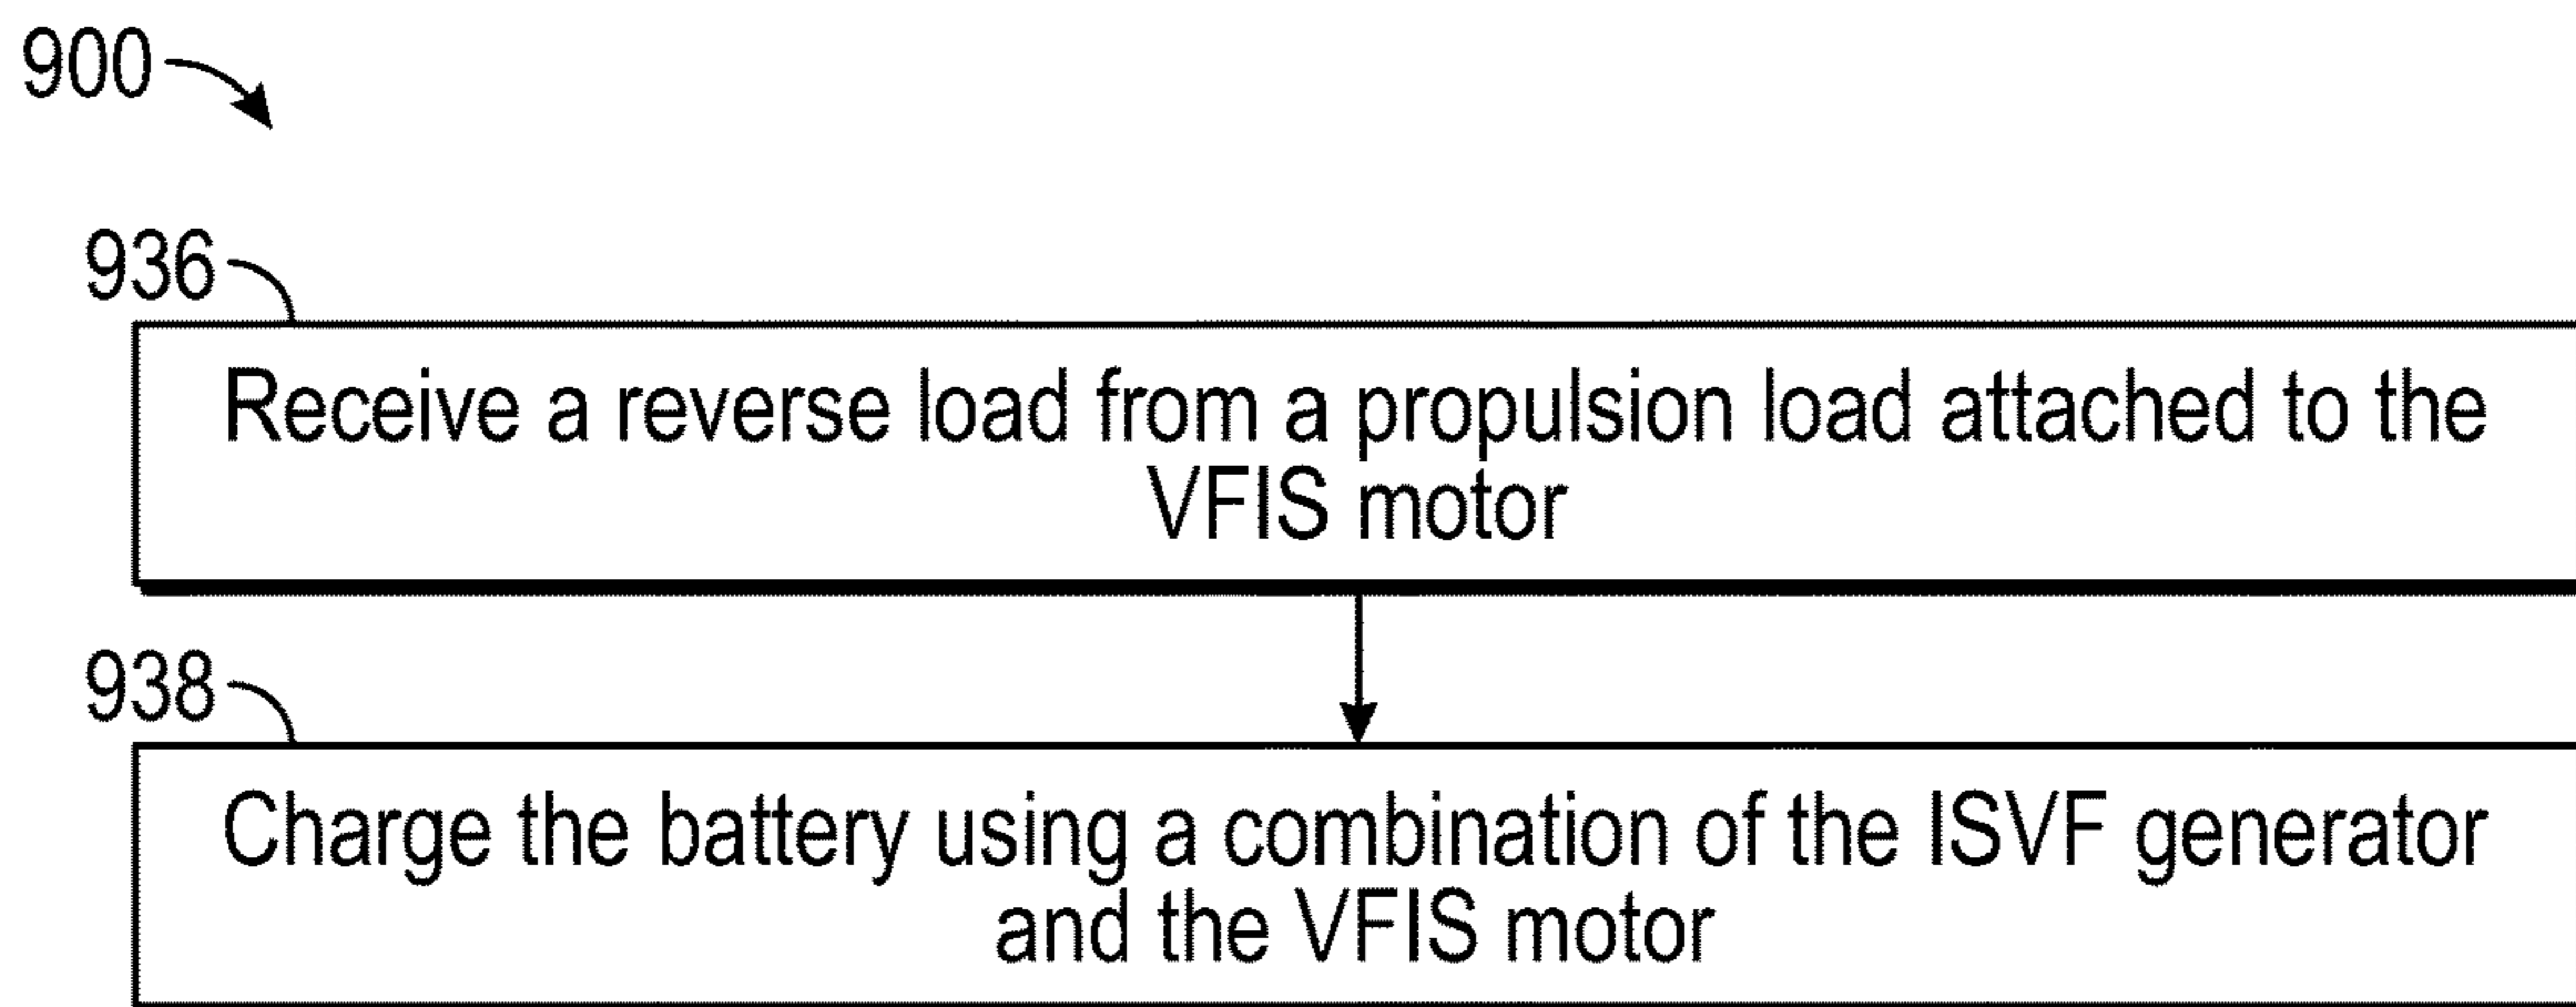 900
936
Receive a reverse load from a propulsion load attached to the
VFIS motor
938
Charge the battery using a combination of the ISVF generator
and the VFIS motor